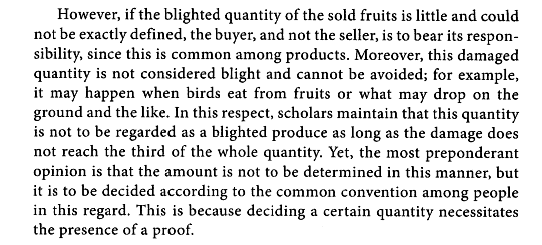 However, if the blighted quantity of the sold fruits is little and could
not be exactly defined, the buyer, and not the seller, is to bear its respon-
sibility, since this is common among products. Moreover, this damaged
quantity is not considered blight and cannot be avoided; for example,
it may happen when birds eat from fruits or what may drop on the
ground and the like. In this respect, scholars maintain that this quantity
is not to be regarded as a blighted produce as long as the damage does
not reach the third of the whole quantity. Yet, the most preponderant
opinion is that the amount is not to be determined in this manner, but
it is to be decided according to the common convention among people
in this regard. This is because deciding a certain quantity necessitates
the presence of a proof.